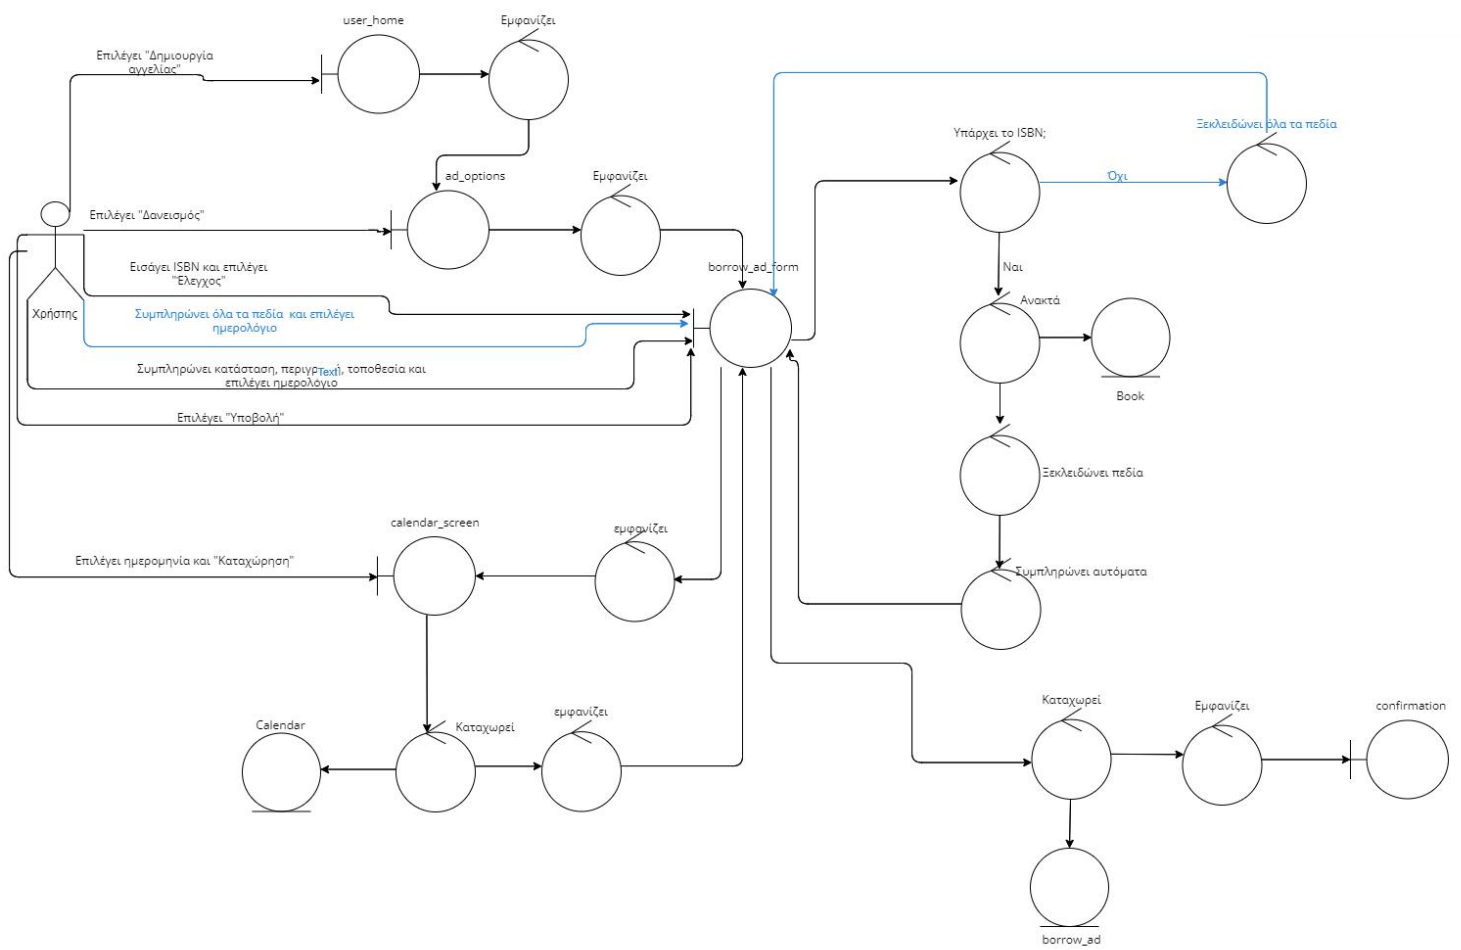 user_home
Εμφανίζει
Επιλέγει "Δημιουργία
αγγελίας"
Υπάρχει το ISBN;
Ξεκλειδώνει όλα τα πεδία
Όχι
ad_options
Εμφανίζει
Επιλέγει "Δανεισμός"
Εισάγει ISBN και επιλέγει
"Έλεγχος"
borrow_ad_form
Ναι
Ανακτά
Χρήστης
Συμπληρώνει όλα τα πεδία και επιλέγει
ημερολόγιο
Συμπληρώνει κατάσταση, περιγραφή, τοποθεσία και
Text
επιλέγει ημερολόγιο
Book
Επιλέγει "Υποβολή"
Ξεκλειδώνει πεδία
calendar_screen
εμφανίζει
Επιλέγει ημερομηνία και "Καταχώρηση"
Συμπληρώνει αυτόματα
Calendar
Καταχωρεί
εμφανίζει
Καταχωρεί
Εμφανίζει
confirmation
borrow_ad